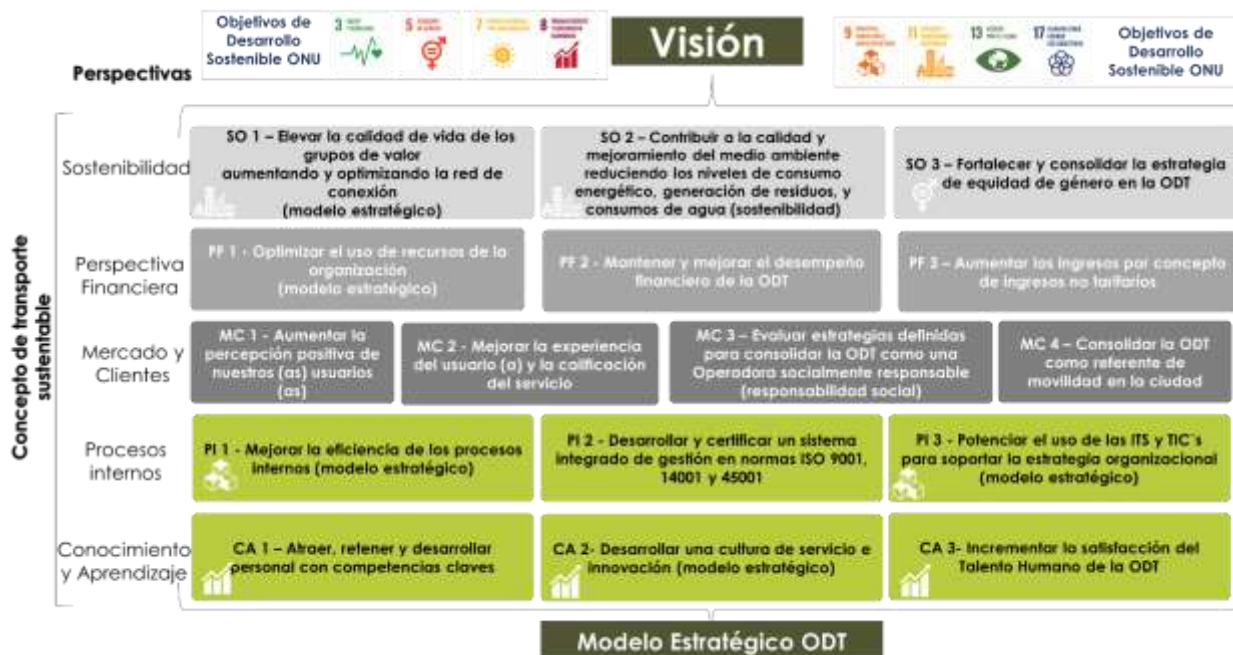 Objetivos de
Desarrollo
Sostenible ONU
3
5
7
8
Visión
9
11
13
17
Objetivos de
Desarrollo
Sostenible ONU
Perspectivas
Concepto de transporte
sustentable
Sostenibilidad
SO 1 – Elevar la calidad de vida de los
grupos de valor
aumentando y optimizando la red de
conexión
(modelo estratégico)
SO 2 – Contribuir a la calidad y
mejoramiento del medio ambiente
reduciendo los niveles de consumo
energético, generación de residuos, y
consumos de agua (sostenibilidad)
SO 3 – Fortalecer y consolidar la estrategia
de equidad de género en la ODT
Perspectiva
Financiera
PF 1 - Optimizar el uso de recursos de la
organización
(modelo estratégico)
PF 2 - Mantener y mejorar el desempeño
financiero de la ODT
PF 3 – Aumentar los ingresos por concepto
de ingresos no tarifarios
Mercado y
Clientes
MC 1 - Aumentar la
percepción positiva de
nuestros (as) usuarios
(as)
MC 2 - Mejorar la experiencia
del usuario (a) y la calificación
del servicio
MC 3 – Evaluar estrategias definidas
para consolidar la ODT como una
Operadora socialmente responsable
(responsabilidad social)
MC 4 – Consolidar la ODT
como referente de
movilidad en la ciudad
Procesos
internos
PI 1 - Mejorar la eficiencia de los procesos
internos (modelo estratégico)
PI 2 - Desarrollar y certificar un sistema
integrado de gestión en normas ISO 9001,
14001 y 45001
PI 3 - Potenciar el uso de las ITS y TIC´s
para soportar la estrategia organizacional
(modelo estratégico)
Conocimiento
y Aprendizaje
CA 1 – Atraer, retener y desarrollar
personal con competencias claves
CA 2- Desarrollar una cultura de servicio e
innovación (modelo estratégico)
CA 3- Incrementar la satisfacción del
Talento Humano de la ODT
Modelo Estratégico ODT